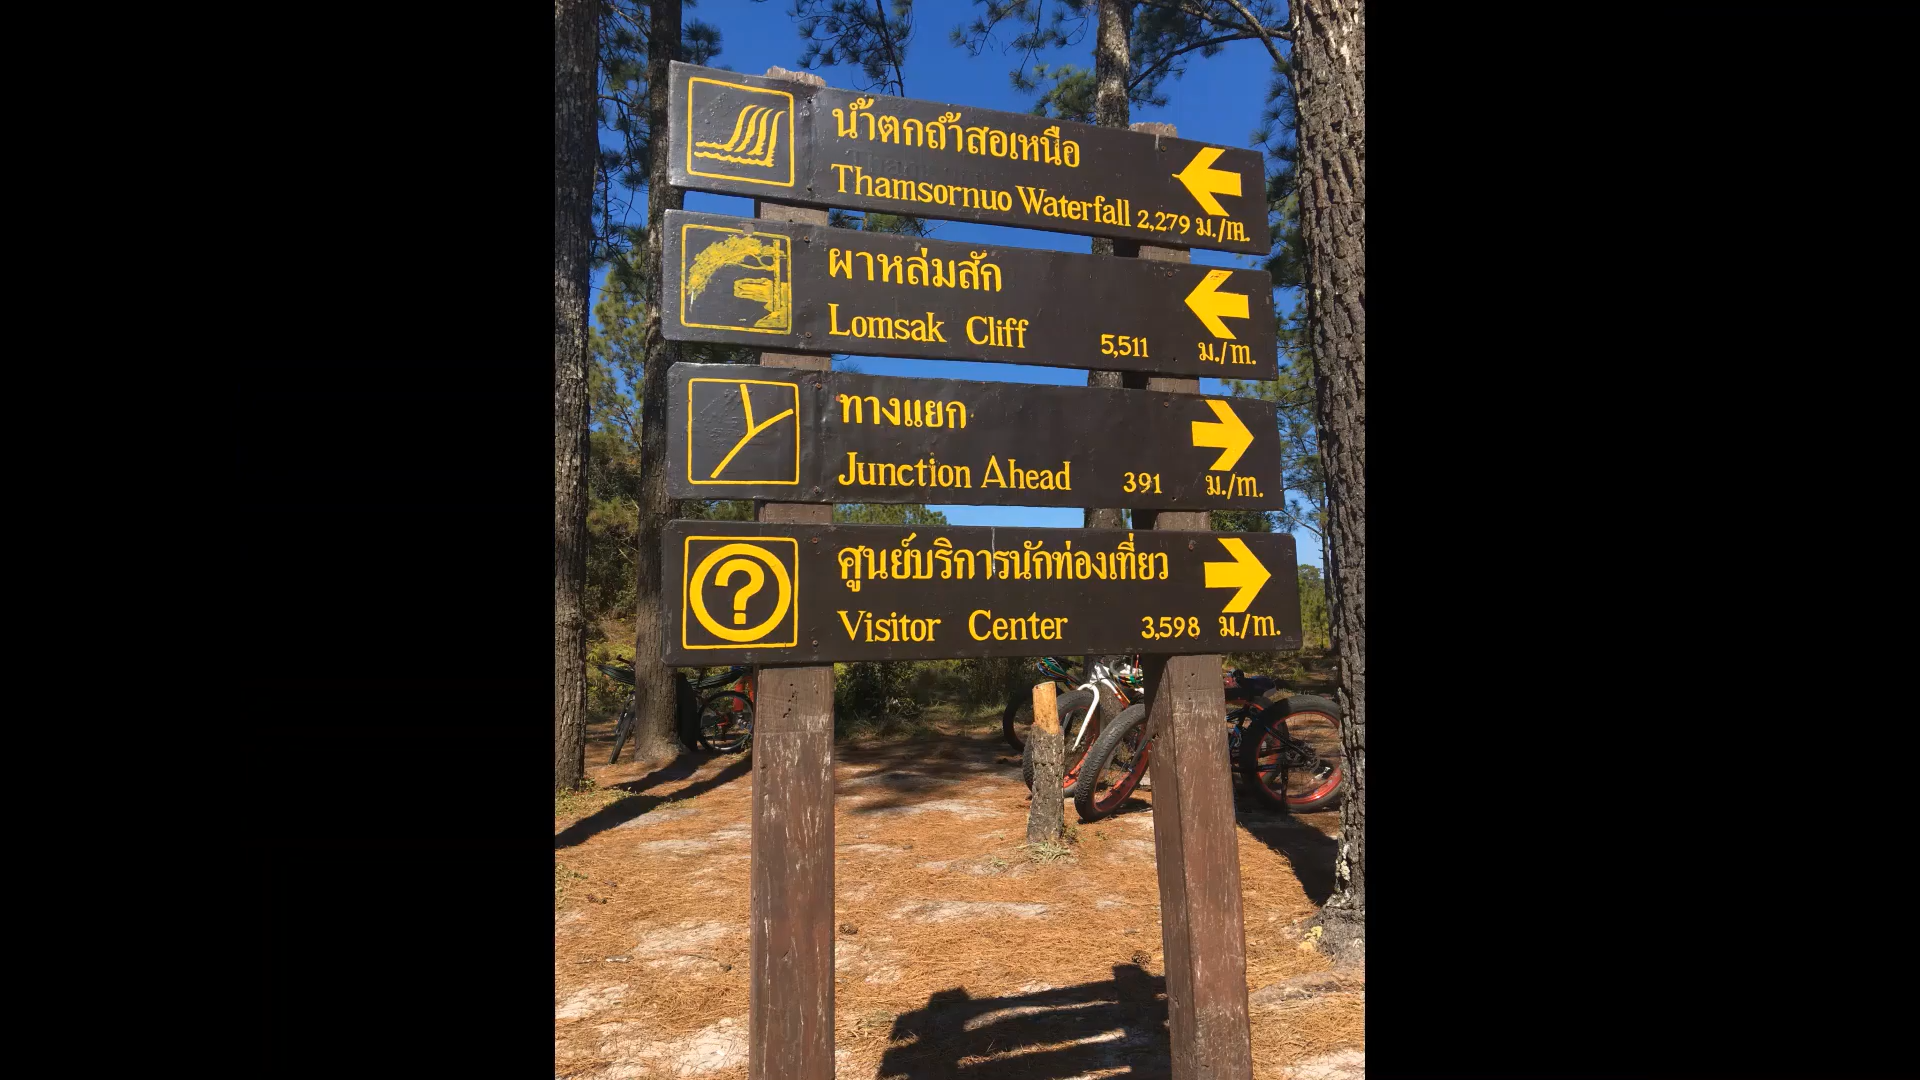 น้ำตกถ้ำสอเหนือ
Thamsornuo Waterfall 2,279 ม./m.
ผาหล่มสัก
Lomsak Cliff 5,511 ม./m.
ทางแยก
Junction Ahead 391 ม./m.
?
ศูนย์บริการนักท่องเที่ยว
Visitor Center 3,598 ม./m.